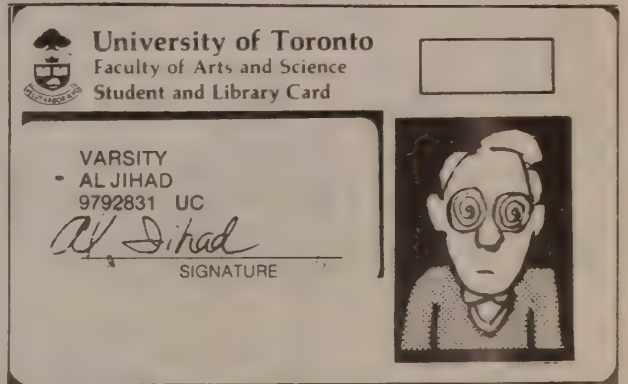 University of Toronto
Faculty of Arts and Science
Student and Library Card
VARSITY
AL JIHAD
9792831 UC
Al Jihad
SIGNATURE